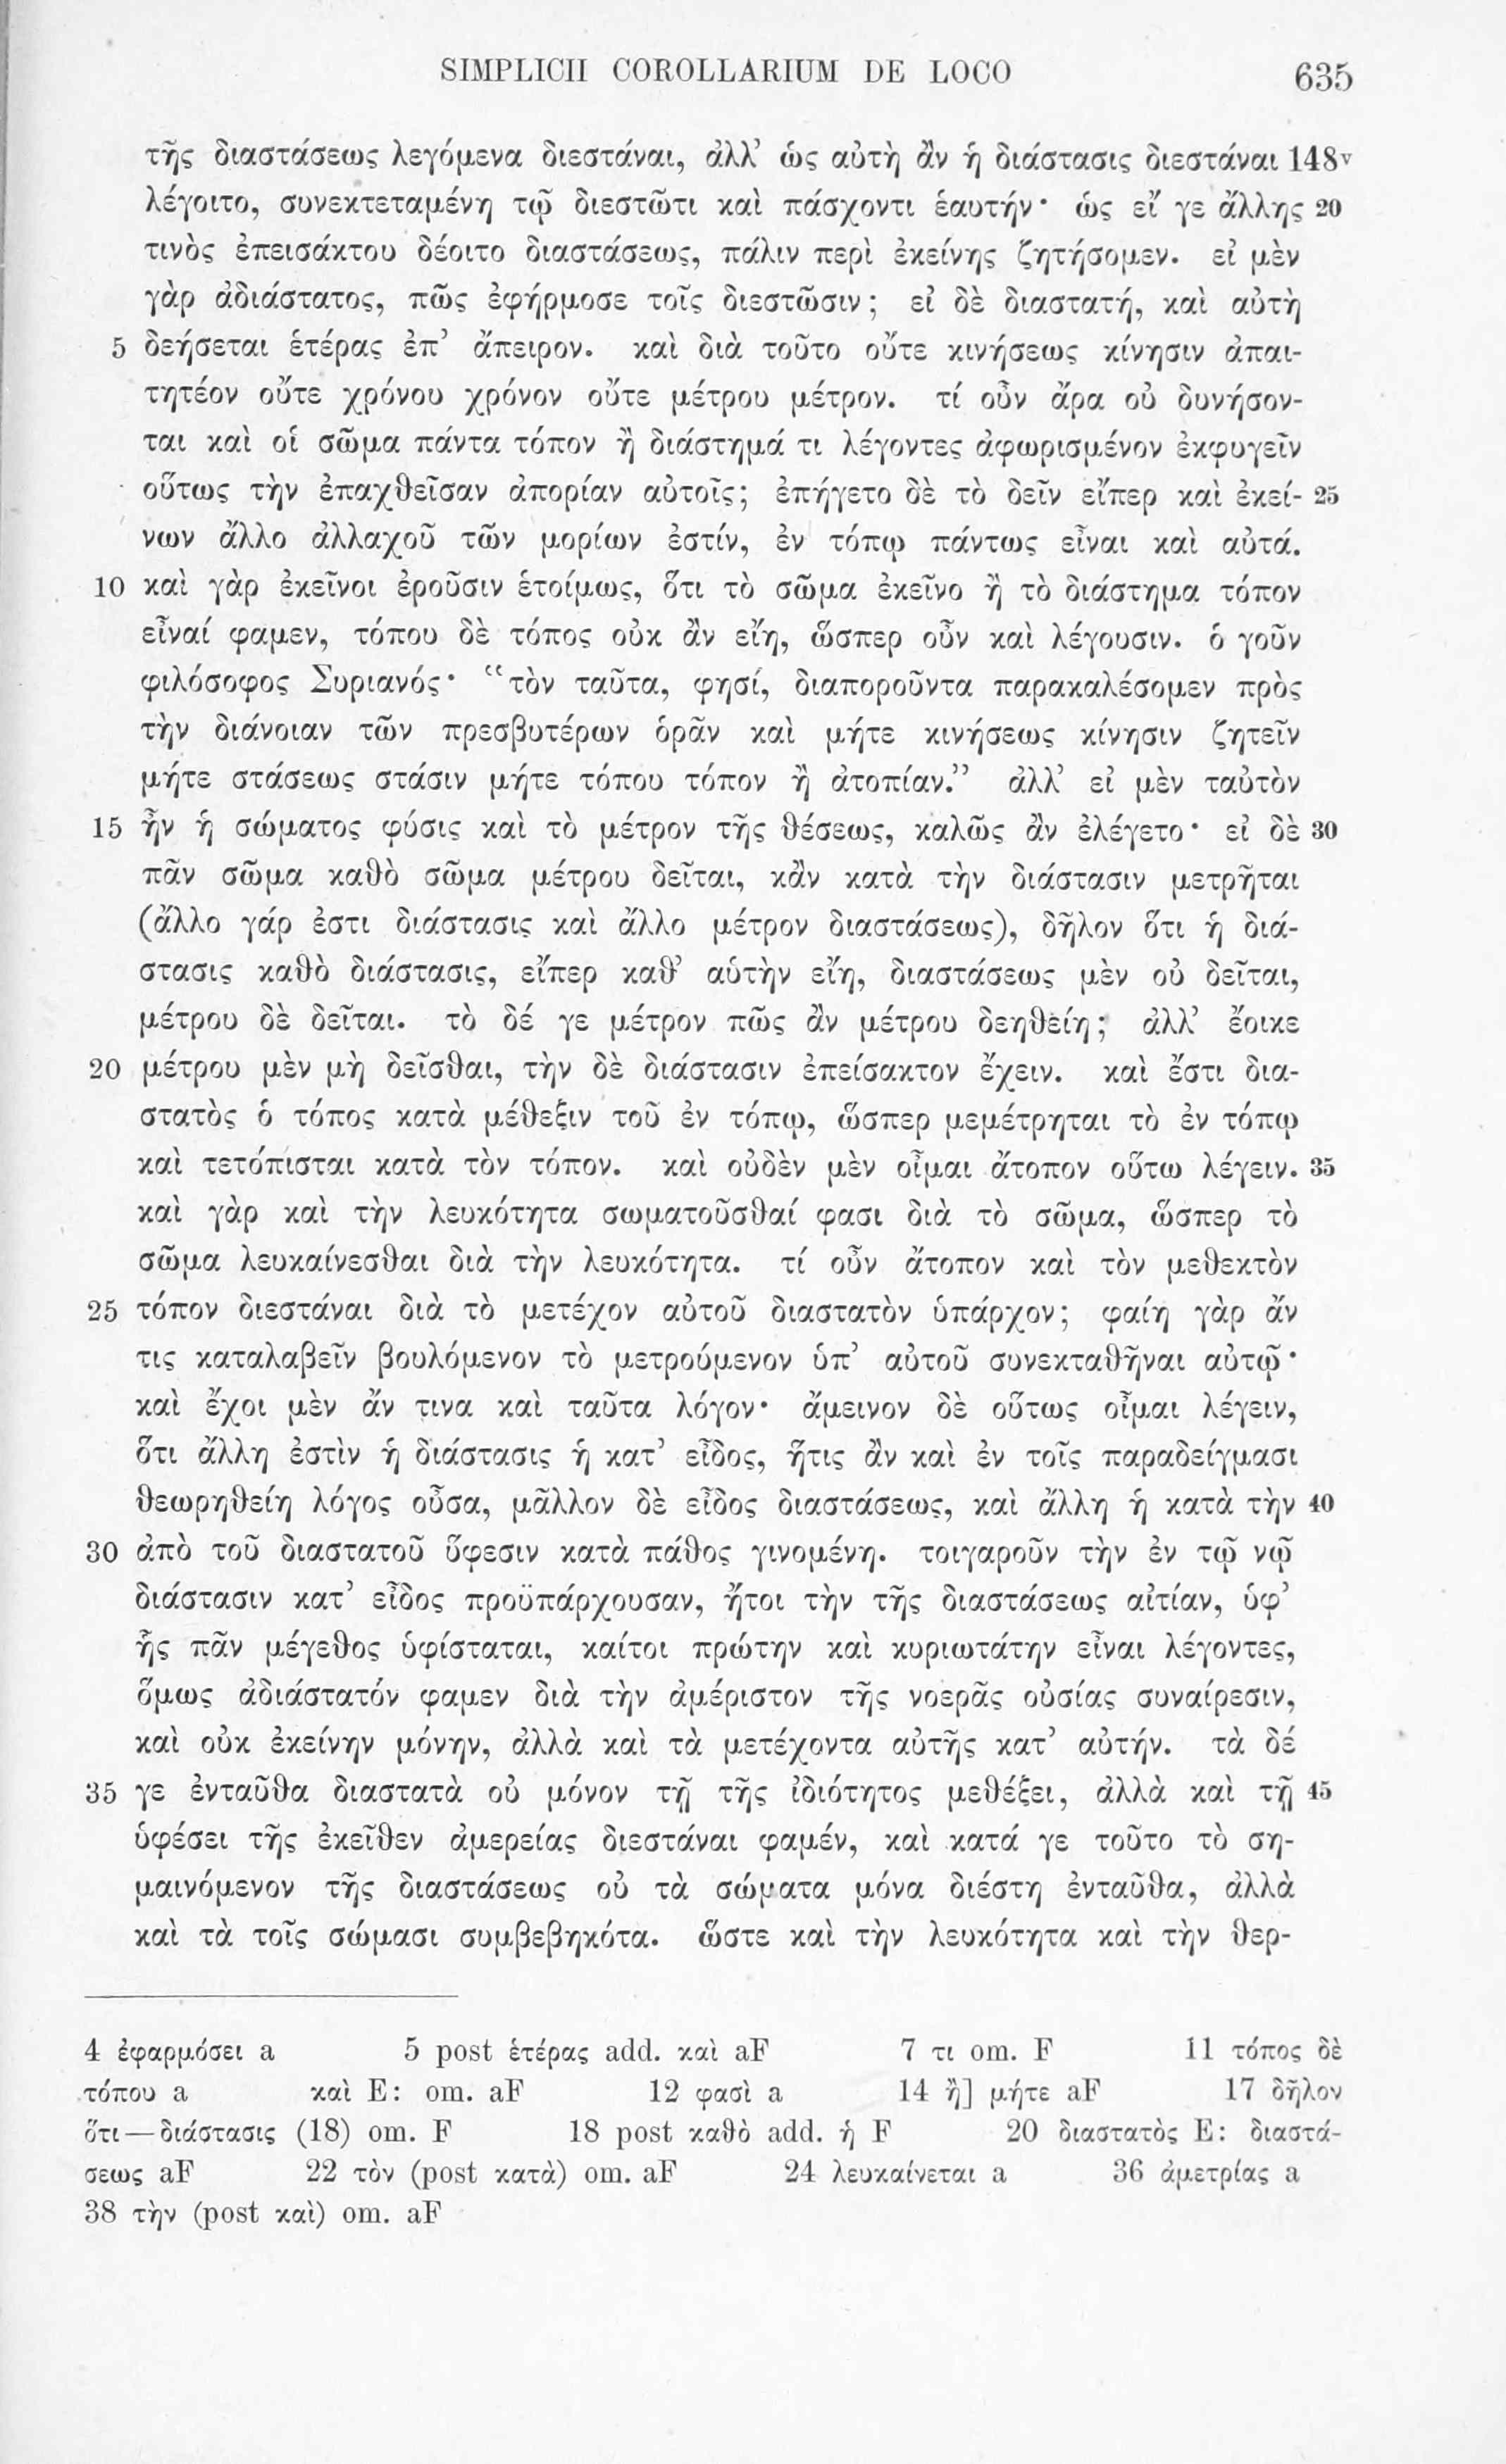 SIMPLICII COROLLARIUM DE LOCO 635
τῆς διαστάσεως λεγόμενα διεστάναι, ἀλλ' ὡς αὐτὴ ἂν ἡ διάστασις διεστάναι 148v
λέγοιτο, συνεκτεταμένη τῷ διεστῶτι καὶ πάσχοντι ἑαυτήν· ὡς εἴ γε ἄλλης 20
τινὸς ἐπεισάκτου δέοιτο διαστάσεως, πάλιν περὶ ἐκείνης ζητήσομεν. εἰ μὲν
γὰρ ἀδιάστατος, πῶς ἐφήρμοσε τοῖς διεστῶσιν; εἰ δὲ διαστατή, καὶ αὐτὴ
5 δεήσεται ἑτέρας ἐπ' ἄπειρον. καὶ διὰ τοῦτο οὔτε κινήσεως κίνησιν ἀπαι-
τητέον οὔτε χρόνου χρόνον οὔτε μέτρου μέτρον. τί οὖν ἄρα οὐ δυνήσον-
ται καὶ οἱ σῶμα πάντα τόπον ἢ διάστημά τι λέγοντες ἀφωρισμένον ἐκφυγεῖν
οὕτως τὴν ἐπαχθεῖσαν ἀπορίαν αὐτοῖς; ἐπήγετο δὲ τὸ δεῖν εἴπερ καὶ ἐκεί- 25
νων ἄλλο ἀλλαχοῦ τῶν μορίων ἐστίν, ἐν τόπῳ πάντως εἶναι καὶ αὐτά.
10 καὶ γὰρ ἐκεῖνοι ἐροῦσιν ἑτοίμως, ὅτι τὸ σῶμα ἐκεῖνο ἢ τὸ διάστημα τόπον
εἶναί φαμεν, τόπου δὲ τόπος οὐκ ἂν εἴη, ὥσπερ οὖν καὶ λέγουσιν. ὁ γοῦν
φιλόσοφος Συριανός· “τὸν ταῦτα, φησί, διαποροῦντα παρακαλέσομεν πρὸς
τὴν διάνοιαν τῶν πρεσβυτέρων ὁρᾶν καὶ μήτε κινήσεως κίνησιν ζητεῖν
μήτε στάσεως στάσιν μήτε τόπου τόπον ἢ ἀτοπίαν.” ἀλλ' εἰ μὲν ταὐτὸν
15 ἦν ἡ σώματος φύσις καὶ τὸ μέτρον τῆς θέσεως, καλῶς ἂν ἐλέγετο· εἰ δὲ 30
πᾶν σῶμα καθὸ σῶμα μέτρου δεῖται, κἂν κατὰ τὴν διάστασιν μετρῆται
(ἄλλο γάρ ἐστι διάστασις καὶ ἄλλο μέτρον διαστάσεως), δῆλον ὅτι ἡ διά-
στασις καθὸ διάστασις, εἴπερ καθ' αὑτὴν εἴη, διαστάσεως μὲν οὐ δεῖται,
μέτρου δὲ δεῖται. τὸ δέ γε μέτρον πῶς ἂν μέτρου δεηθείη; ἀλλ' ἔοικε
20 μέτρου μὲν μὴ δεῖσθαι, τὴν δὲ διάστασιν ἐπείσακτον ἔχειν. καὶ ἔστι δια-
στατὸς ὁ τόπος κατὰ μέθεξιν τοῦ ἐν τόπῳ, ὥσπερ μεμέτρηται τὸ ἐν τόπῳ
καὶ τετόπισται κατὰ τὸν τόπον. καὶ οὐδὲν μὲν οἶμαι ἄτοπον οὕτω λέγειν. 35
καὶ γὰρ καὶ τὴν λευκότητα σωματοῦσθαί φασι διὰ τὸ σῶμα, ὥσπερ τὸ
σῶμα λευκαίνεσθαι διὰ τὴν λευκότητα. τί οὖν ἄτοπον καὶ τὸν μεθεκτὸν
25 τόπον διεστάναι διὰ τὸ μετέχον αὐτοῦ διαστατὸν ὑπάρχον; φαίη γὰρ ἄν
τις καταλαβεῖν βουλόμενον τὸ μετρούμενον ὑπ' αὐτοῦ συνεκταθῆναι αὐτῷ·
καὶ ἔχοι μὲν ἄν τινα καὶ ταῦτα λόγον· ἄμεινον δὲ οὕτως οἶμαι λέγειν,
ὅτι ἄλλη ἐστὶν ἡ διάστασις ἡ κατ' εἶδος, ἥτις ἂν καὶ ἐν τοῖς παραδείγμασι
θεωρηθείη λόγος οὖσα, μᾶλλον δὲ εἶδος διαστάσεως, καὶ ἄλλη ἡ κατὰ τὴν 40
30 ἀπὸ τοῦ διαστατοῦ ὕφεσιν κατὰ πάθος γινομένη. τοιγαροῦν τὴν ἐν τῷ νῷ
διάστασιν κατ' εἶδος προϋπάρχουσαν, ἤτοι τὴν τῆς διαστάσεως αἰτίαν, ὑφ'
ἧς πᾶν μέγεθος ὑφίσταται, καίτοι πρώτην καὶ κυριωτάτην εἶναι λέγοντες,
ὅμως ἀδιάστατόν φαμεν διὰ τὴν ἀμέριστον τῆς νοερᾶς οὐσίας συναίρεσιν,
καὶ οὐκ ἐκείνην μόνην, ἀλλὰ καὶ τὰ μετέχοντα αὐτῆς κατ' αὐτήν. τὰ δέ
35 γε ἐνταῦθα διαστατὰ οὐ μόνον τῇ τῆς ἰδιότητος μεθέξει, ἀλλὰ καὶ τῇ 45
ὑφέσει τῆς ἐκεῖθεν ἀμερείας διεστάναι φαμέν, καὶ κατά γε τοῦτο τὸ ση-
μαινόμενον τῆς διαστάσεως οὐ τὰ σώματα μόνα διέστη ἐνταῦθα, ἀλλὰ
καὶ τὰ τοῖς σώμασι συμβεβηκότα. ὥστε καὶ τὴν λευκότητα καὶ τὴν θερ-
4 ἐφαρμόσει a 5 post ἑτέρας add. καὶ aF 7 τι om. F 11 τόπος δὲ
τόπου a καὶ E: om. aF 12 φασὶ a 14 ἢ] μήτε aF 17 δῆλον
ὅτι — διάστασις (18) om. F 18 post καθὸ add. ἡ F 20 διαστατὸς E: διαστά-
σεως aF 22 τὸν (post κατὰ) om. aF 24 λευκαίνεται a 36 ἀμετρίας a
38 τὴν (post καὶ) om. aF